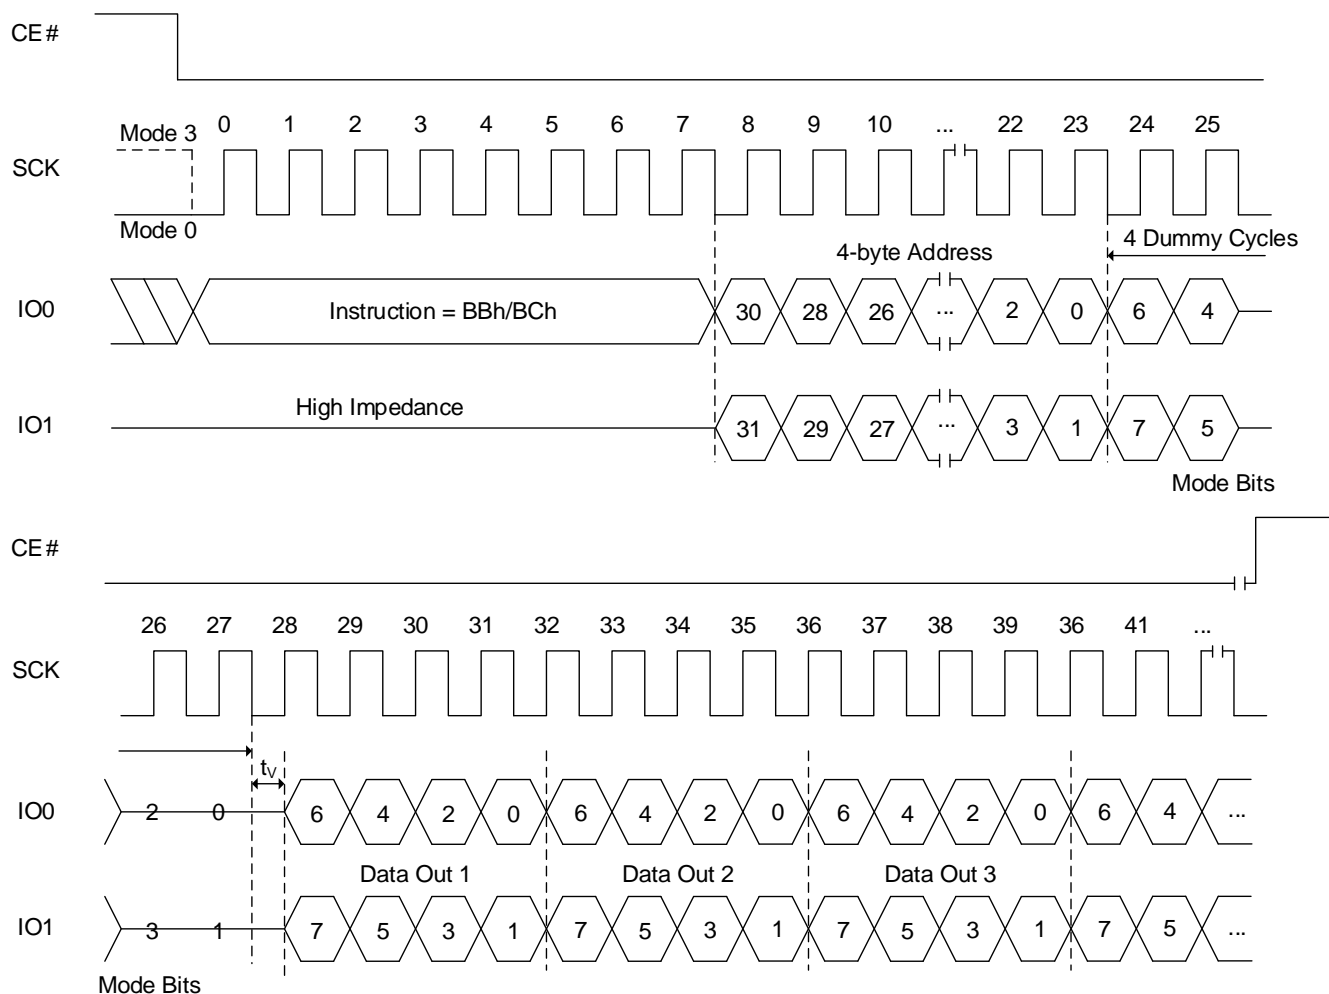 CE#
Mode 3 0 1 2 3 4 5 6 7 8 9 10 ... 22 23 24 25
SCK
Mode 0
4-byte Address 4 Dummy Cycles
IO0 Instruction = BBh/BCh 30 28 26 ... 2 0 6 4
High Impedance
IO1 31 29 27 ... 3 1 7 5
Mode Bits
CE#
26 27 28 29 30 31 32 33 34 35 36 37 38 39 36 41 ...
SCK
tV
IO0 2 0 6 4 2 0 6 4 2 0 6 4 2 0 6 4 ...
Data Out 1 Data Out 2 Data Out 3
IO1 3 1 7 5 3 1 7 5 3 1 7 5 3 1 7 5 ...
Mode Bits